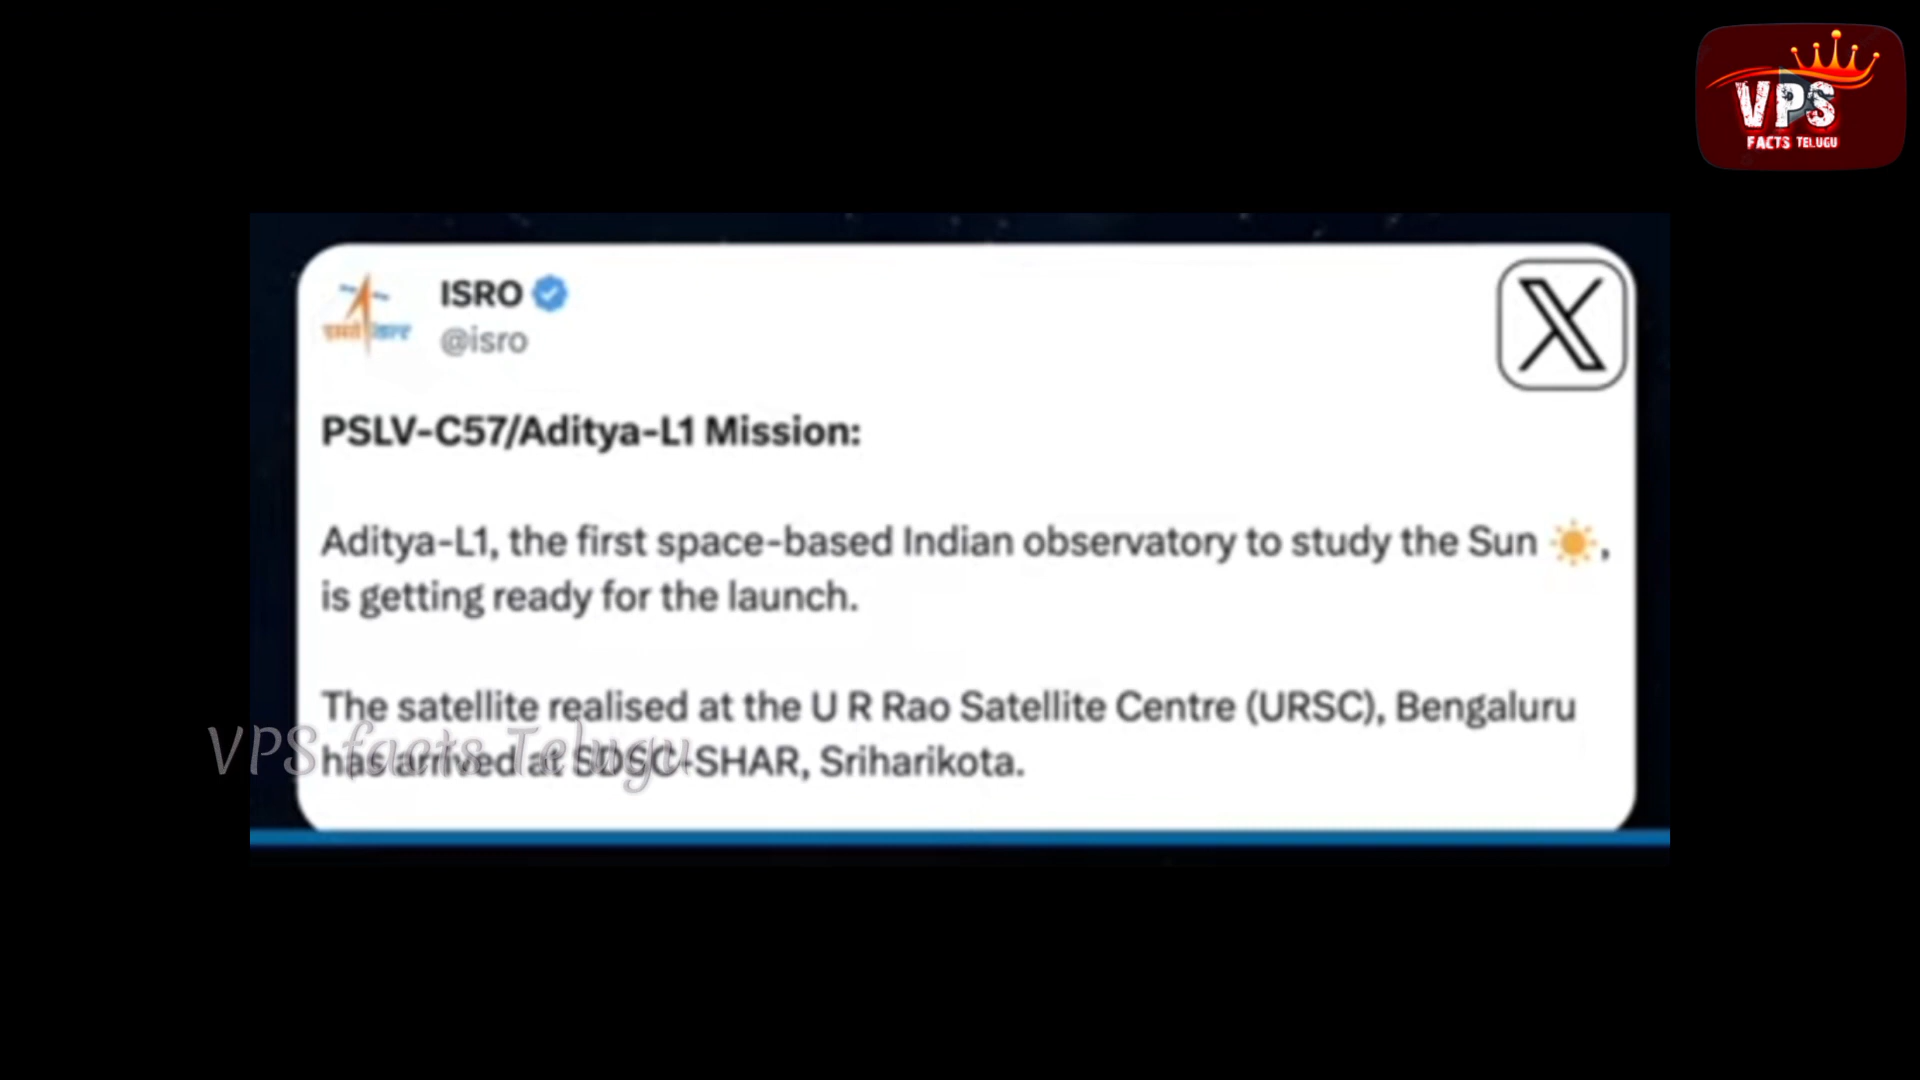 VPS
FACTS TELUGU
ISRO
@isro
X
PSLV-C57/Aditya-L1 Mission:
Aditya-L1, the first space-based Indian observatory to study the Sun ☀,
is getting ready for the launch.
The satellite realised at the U R Rao Satellite Centre (URSC), Bengaluru
has arrived at SDSC-SHAR, Sriharikota.
VPS facts Telugu
इसरो isro